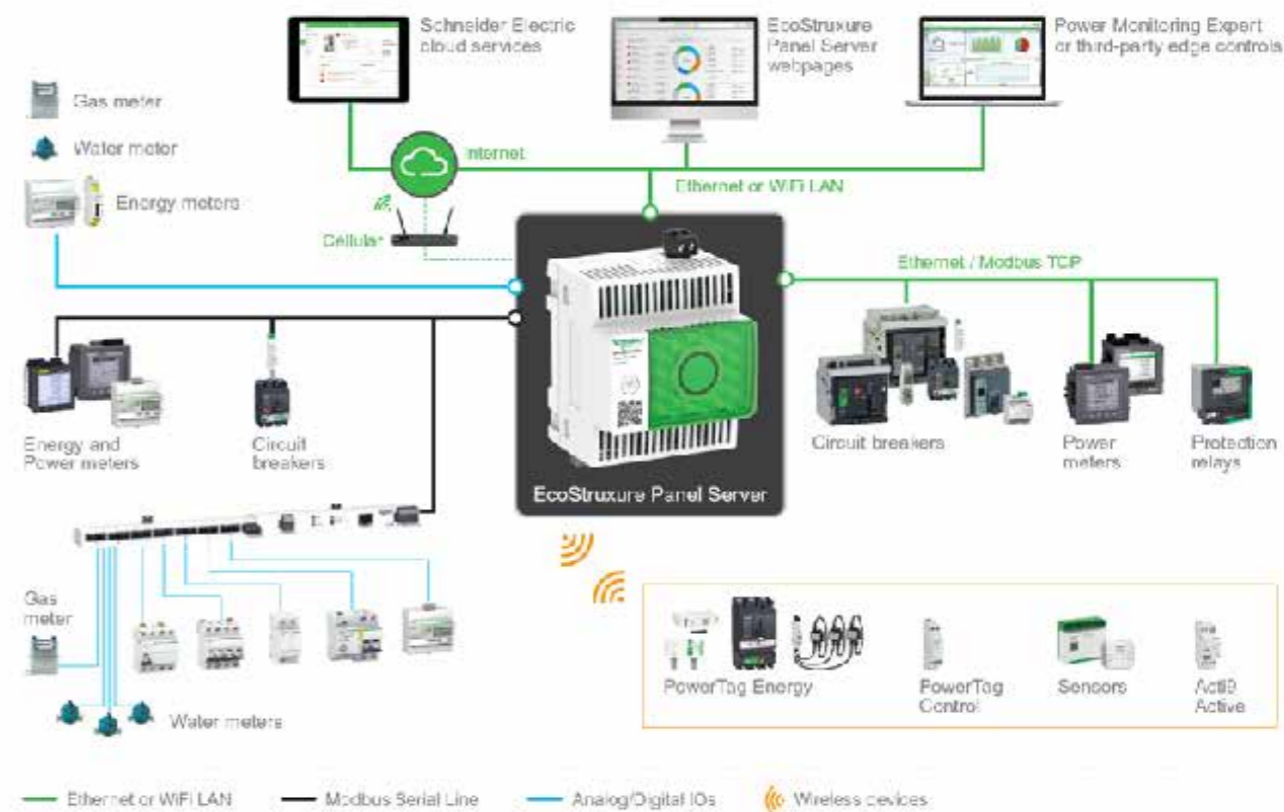 Schneider Electric
cloud services
EcoStruxure
Panel Server
webpages
Power Monitoring Expert
or third-party edge controls
Gas meter
Water meter
Energy meters
Internet
Ethernet or WiFi LAN
Cellular
Ethernet / Modbus TCP
Energy and
Power meters
Circuit
breakers
EcoStruxure Panel Server
Circuit breakers
Power
meters
Protection
relays
Gas
meter
Water meters
PowerTag Energy
PowerTag
Control
Sensors
Acti9
Active
Ethernet or WiFi LAN
Modbus Serial Line
Analog/Digital IOs
Wireless devices